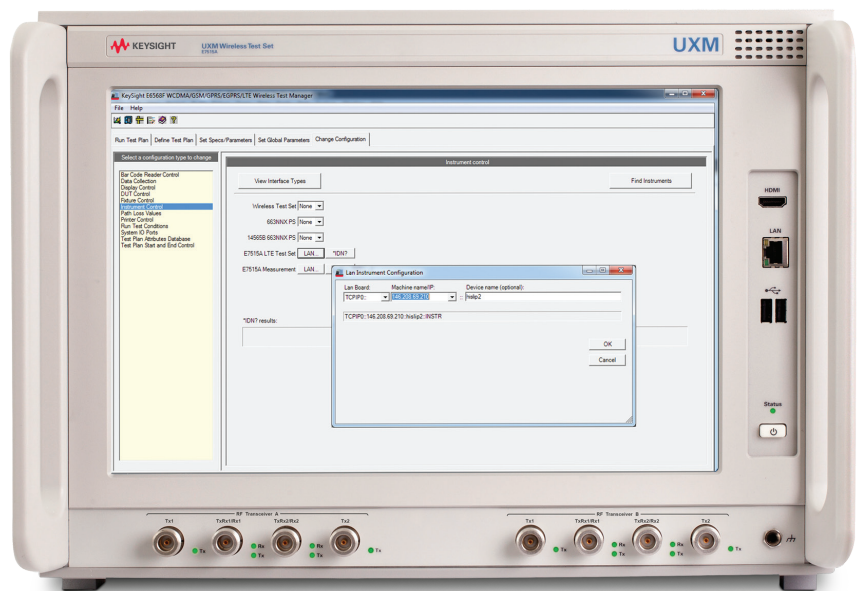 KEYSIGHT UXM Wireless Test Set
E7515A
UXM
KeySight E6568F WCDMA/GSM/GPRS/EGPRS/LTE Wireless Test Manager
File Help
Run Test Plan Define Test Plan Set Specs/Parameters Set Global Parameters Change Configuration
Select a configuration type to change
Instrument control
Bar Code Reader Control
Data Collection
Display Control
DUT Control
Fixture Control
Instrument Control
Path Loss Values
Printer Control
Run Test Conditions
System IO Ports
Test Plan Attributes Database
Test Plan Start and End Control
View Interface Types
Find Instruments
Wireless Test Set None
663NNX PS None
14565B 663NNX PS None
E7515A LTE Test Set LAN... *IDN?
E7515A Measurement LAN...
*IDN? results:
Lan Instrument Configuration
Lan Board: Machine name/IP: Device name (optional):
TCPIP0:: 146.208.69.210 :: hislip2
TCPIP0::146.208.69.210::hislip2::INSTR
OK
Cancel
HDMI
LAN
Status
RF Transceiver A
Tx1 TxRx1/Rx1 TxRx2/Rx2 Tx2
Tx Rx Tx Rx Tx Tx
RF Transceiver B
Tx1 TxRx1/Rx1 TxRx2/Rx2 Tx2
Tx Rx Tx Rx Tx Tx